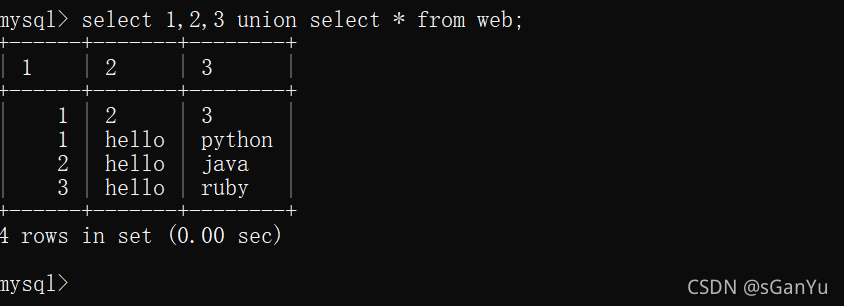 mysql> select 1,2,3 union select * from web;
+------+-------+--------+
| 1    | 2     | 3      |
+------+-------+--------+
|    1 | 2     | 3      |
|    1 | hello | python |
|    2 | hello | java   |
|    3 | hello | ruby   |
+------+-------+--------+
4 rows in set (0.00 sec)
mysql>
CSDN @sGanYu